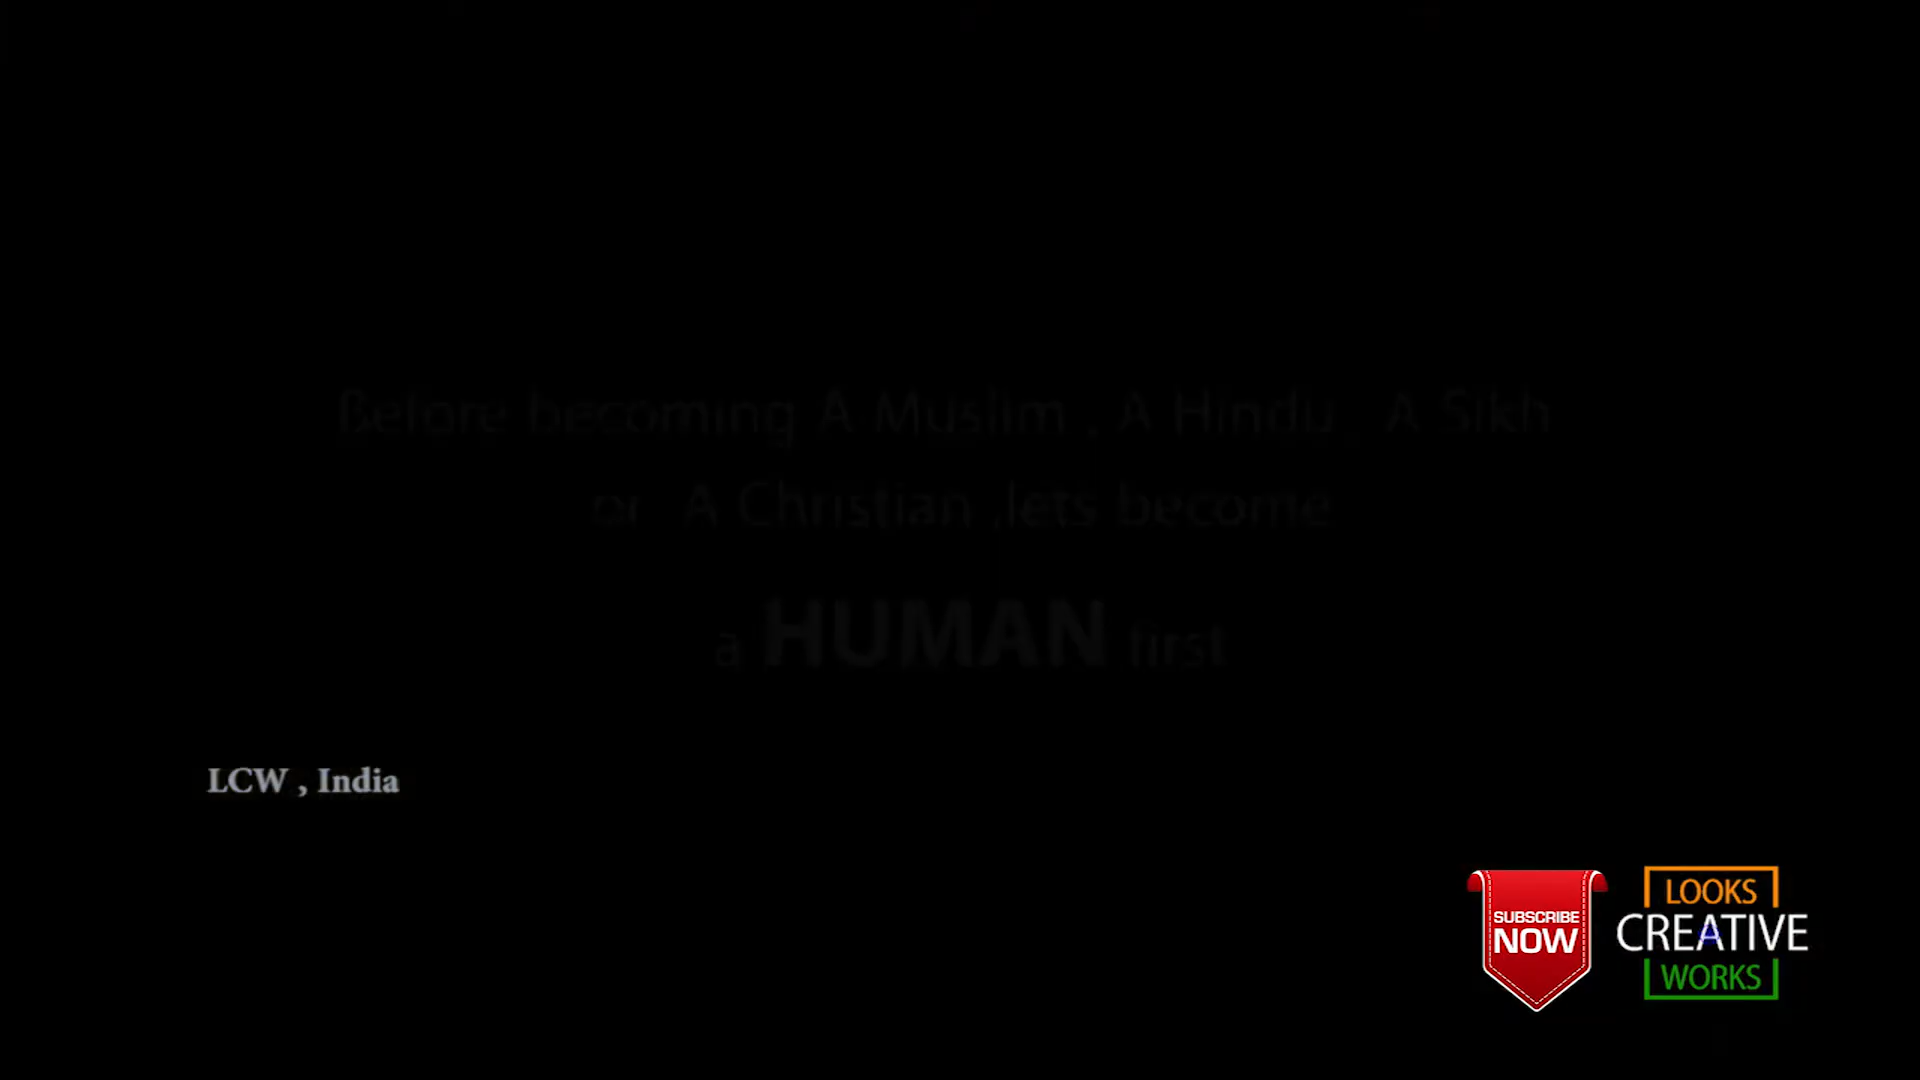 Before becoming A Muslim , A Hindu , A Sikh
or A Christian ,lets become
a HUMAN first
LCW , India
SUBSCRIBE
NOW
LOOKS
CREATIVE
WORKS